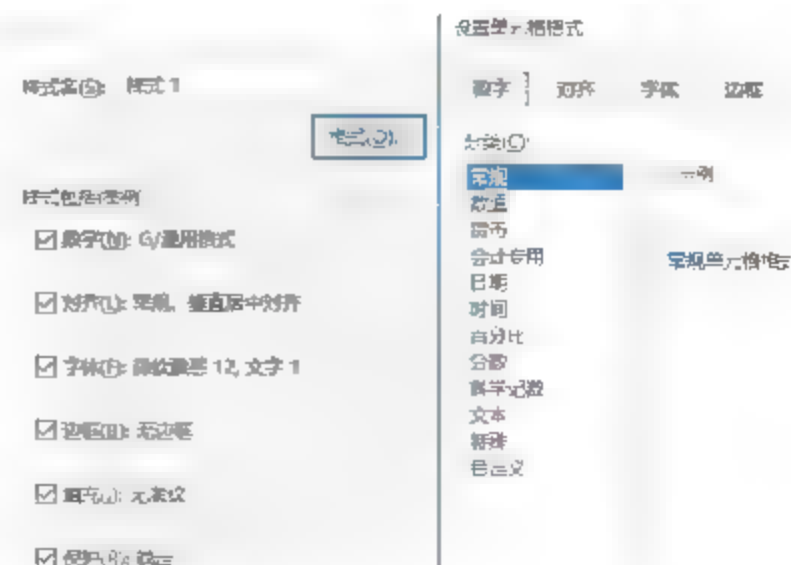 样式名(S): 样式 1
格式(O)...
样式包括(举例)
数字(N): G/通用格式
对齐(L): 常规, 垂直居中对齐
字体(F): 微软雅黑 12, 文字 1
边框(B): 无边框
填充(I): 无底纹
设置单元格格式
数字 对齐 字体 边框
分类(C):
常规
数值
货币
会计专用
日期
时间
百分比
分数
科学记数
文本
特殊
自定义
常规单元格格式